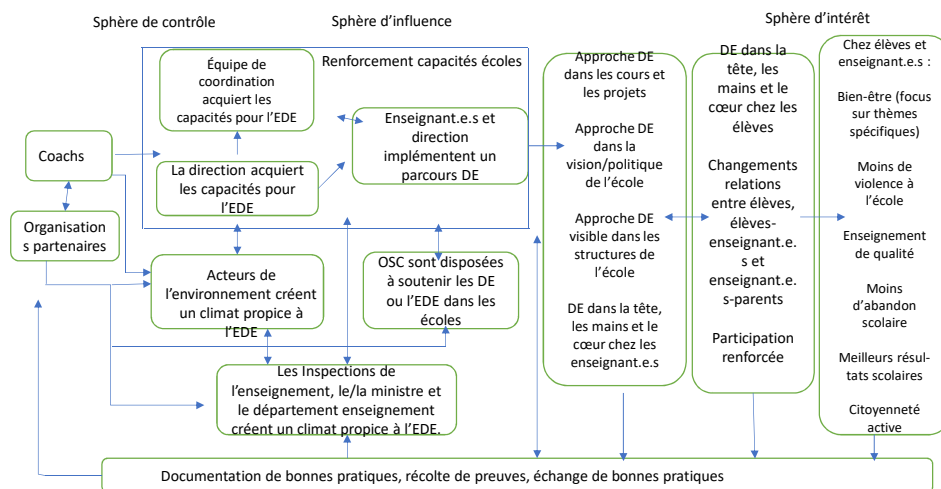 Sphère de contrôle
Sphère d'influence
Sphère d'intérêt
Renforcement capacités écoles
Équipe de
coordination acquiert les
capacités pour l'EDE
Coachs
La direction acquiert
les capacités pour
l'EDE
Enseignant.e.s et
direction
implémentent un
parcours DE
Organisation
s partenaires
Acteurs de
l'environnement créent
un climat propice à
l'EDE
OSC sont disposées
à soutenir les DE
ou l'EDE dans les
écoles
Les Inspections de
l'enseignement, le/la ministre et
le département enseignement
créent un climat propice à l'EDE.
Approche DE
dans les cours et
les projets
Approche DE
dans la
vision/politique
de l'école
Approche DE
visible dans les
structures de
l'école
DE dans la tête,
les mains et le
cœur chez les
enseignant.e.s
DE dans la
tête, les
mains et le
cœur chez les
élèves
Changements
relations
entre élèves,
élèves-
enseignant.e.
s et
enseignant.e.
s-parents
Participation
renforcée
Chez élèves et
enseignant.e.s :
Bien-être (focus
sur thèmes
spécifiques)
Moins de
violence à
l'école
Enseignement
de qualité
Moins
d'abandon
scolaire
Meilleurs résul-
tats scolaires
Citoyenneté
active
Documentation de bonnes pratiques, récolte de preuves, échange de bonnes pratiques